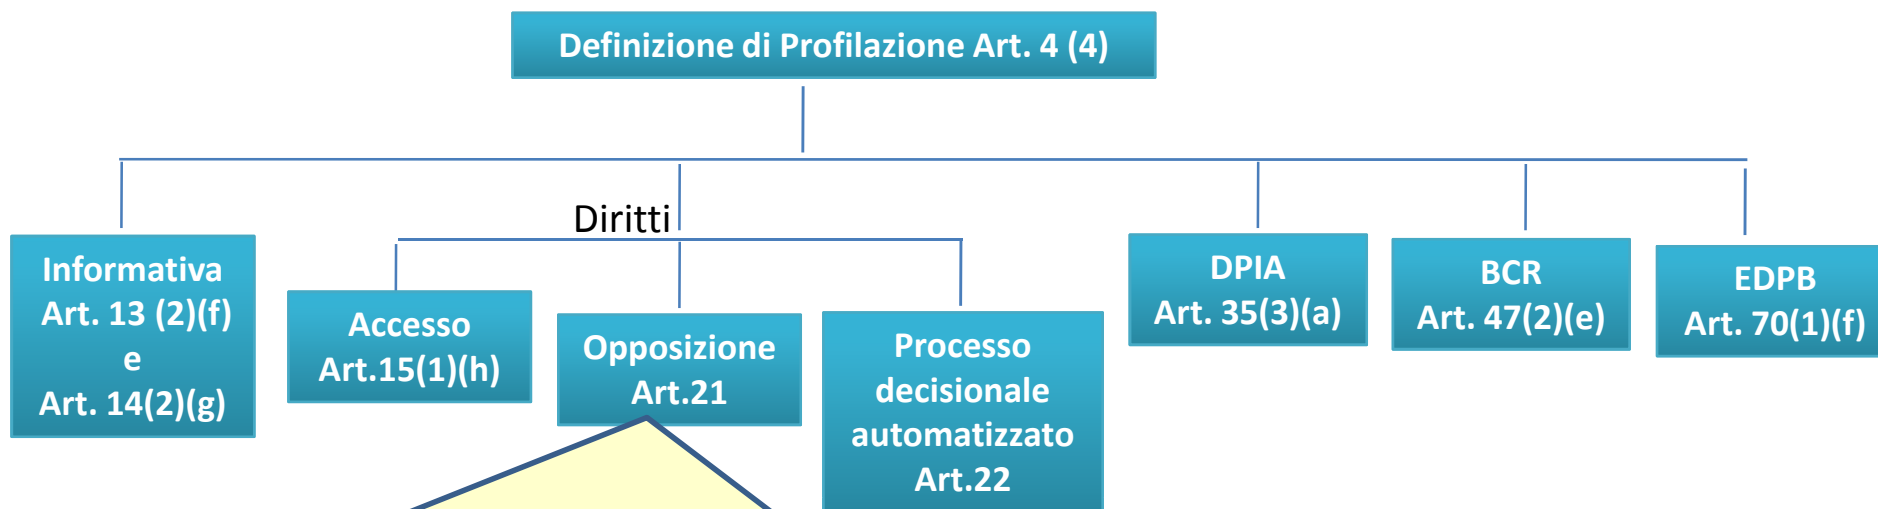 Definizione di Profilazione Art. 4 (4)
Diritti
Informativa
Art. 13 (2)(f)
e
Art. 14(2)(g)
Accesso
Art.15(1)(h)
Opposizione
Art.21
Processo
decisionale
automatizzato
Art.22
DPIA
Art. 35(3)(a)
BCR
Art. 47(2)(e)
EDPB
Art. 70(1)(f)